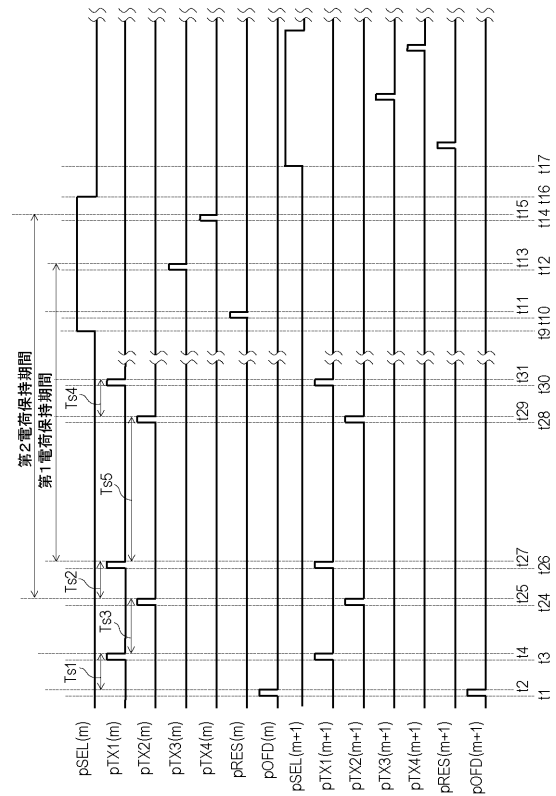 第2電荷保持期間
第1電荷保持期間
Ts1
Ts3
Ts2
Ts5
Ts4
pSEL(m)
pTX1(m)
pTX2(m)
pTX3(m)
pTX4(m)
pRES(m)
pOFD(m)
pSEL(m+1)
pTX1(m+1)
pTX2(m+1)
pTX3(m+1)
pTX4(m+1)
pRES(m+1)
pOFD(m+1)
t2 t4 t25 t27 t29 t31 t11 t13 t15
t1 t3 t24 t26 t28 t30 t9 t10 t12 t14 t16 t17